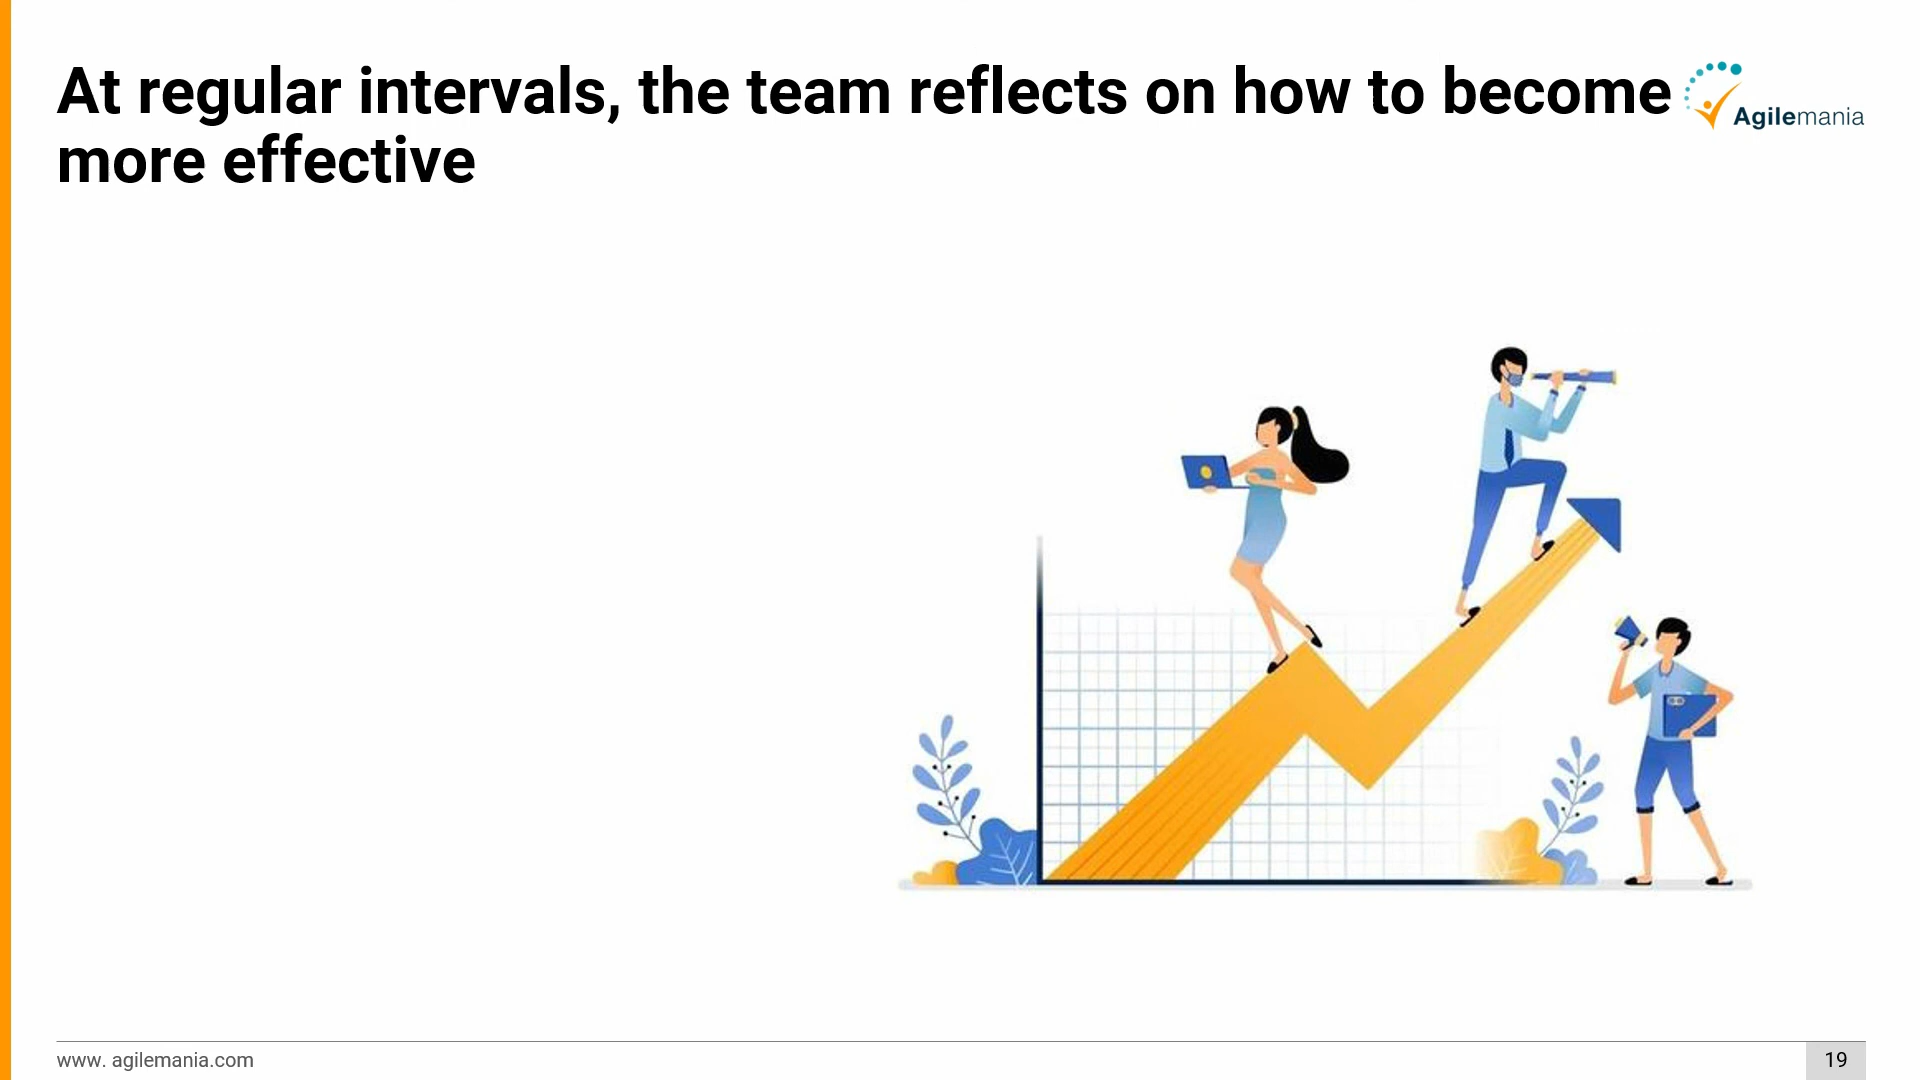 At regular intervals, the team reflects on how to become
more effective
Agilemania
www. agilemania.com
19